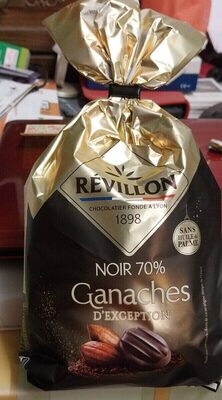 RÉVILLON
CHOCOLATIER FONDÉ A LYON
1898
SANS
HUILE DE
PALME
NOIR 70%
Ganaches
D'EXCEPTION